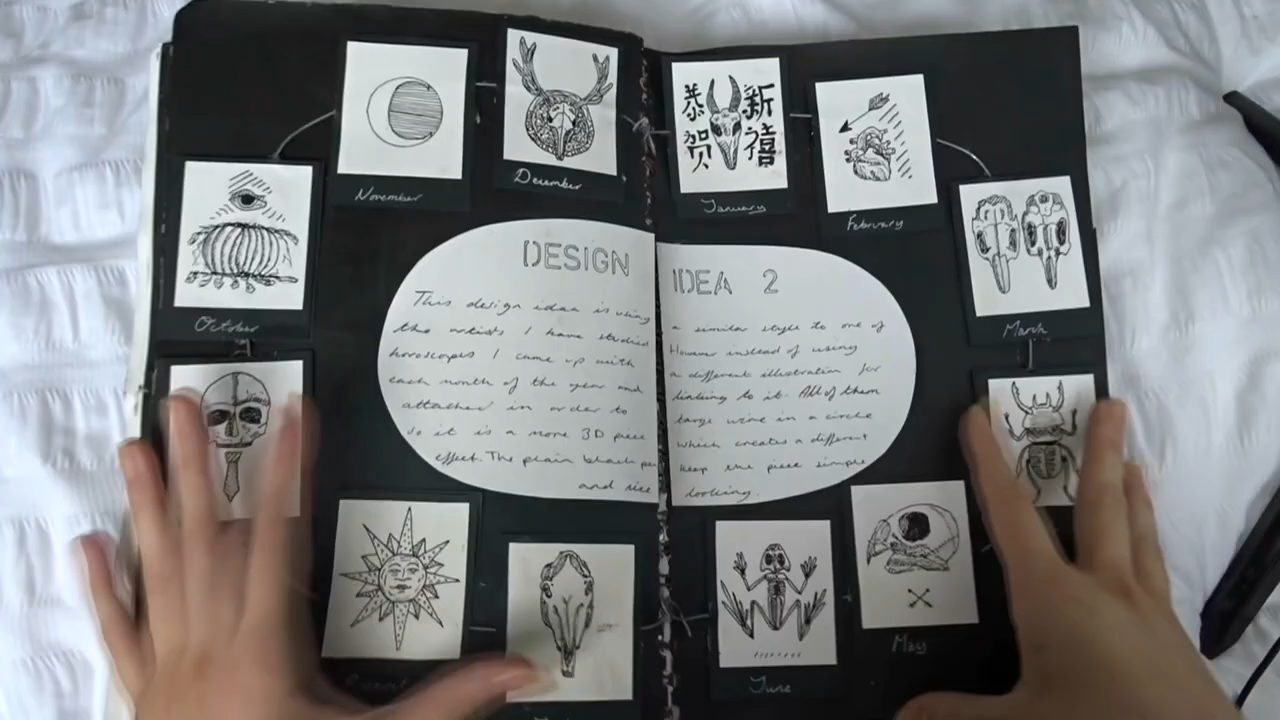 November
December
恭贺
新禧
January
February
October
March
DESIGN IDEA 2
This design idea is using a similar style to one of
the artists I have studied However instead of using
horoscopes I came up with a different illustration for
each month of the year and linking to it. All of them
attached in order to large wire in a circle
so it is a more 3D piece which creates a different
effect. The plain black pen keep the piece simple
and nice looking.
May
June